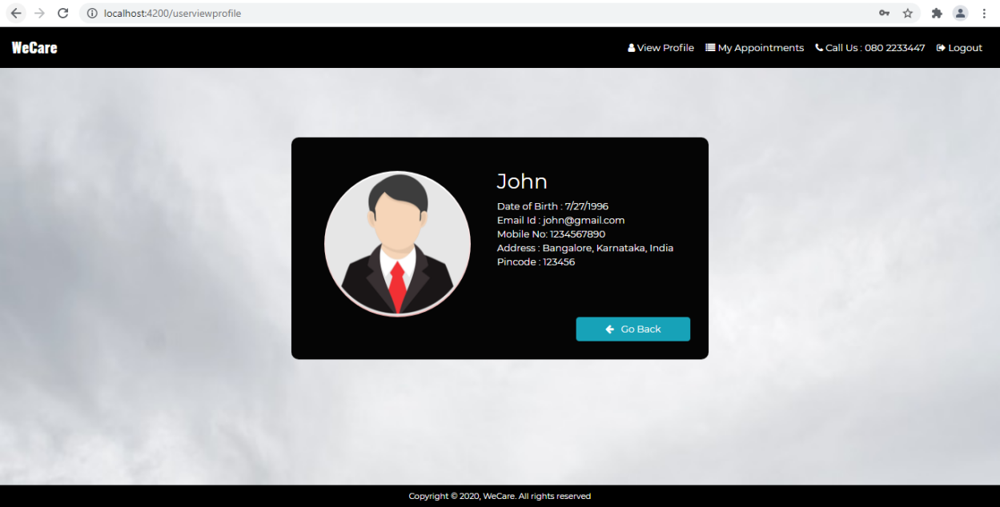 localhost:4200/userviewprofile
WeCare
View Profile
My Appointments
Call Us : 080 2233447
Logout
John
Date of Birth : 7/27/1996
Email Id : john@gmail.com
Mobile No: 1234567890
Address : Bangalore, Karnataka, India
Pincode : 123456
Go Back
Copyright © 2020, WeCare. All rights reserved